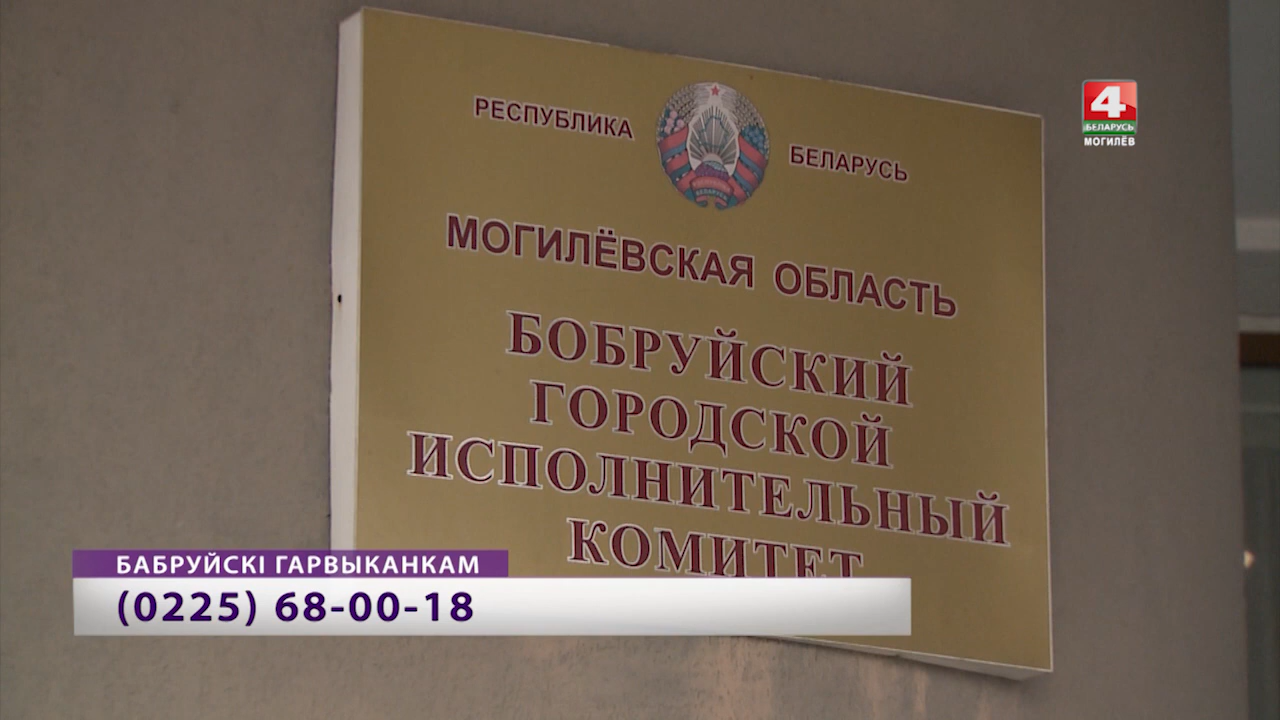 4
БЕЛАРУСЬ
МОГИЛЁВ
РЕСПУБЛИКА
БЕЛАРУСЬ
МОГИЛЁВСКАЯ ОБЛАСТЬ
БОБРУЙСКИЙ
ГОРОДСКОЙ
ИСПОЛНИТЕЛЬНЫЙ
КОМИТЕТ
БАБРУЙСКІ ГАРВЫКАНКАМ
(0225) 68-00-18